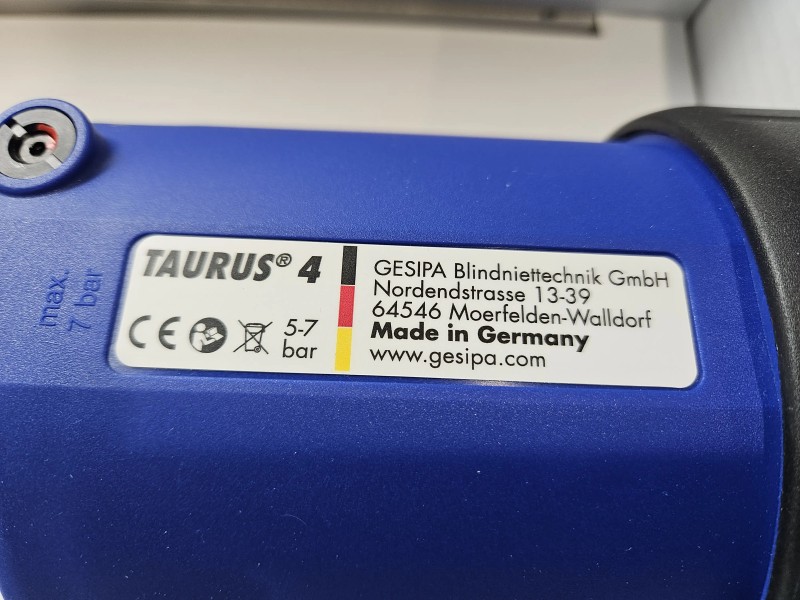 max.
7 bar
TAURUS® 4
CE
5-7
bar
GESIPA Blindniettechnik GmbH
Nordendstrasse 13-39
64546 Moerfelden-Walldorf
Made in Germany
www.gesipa.com